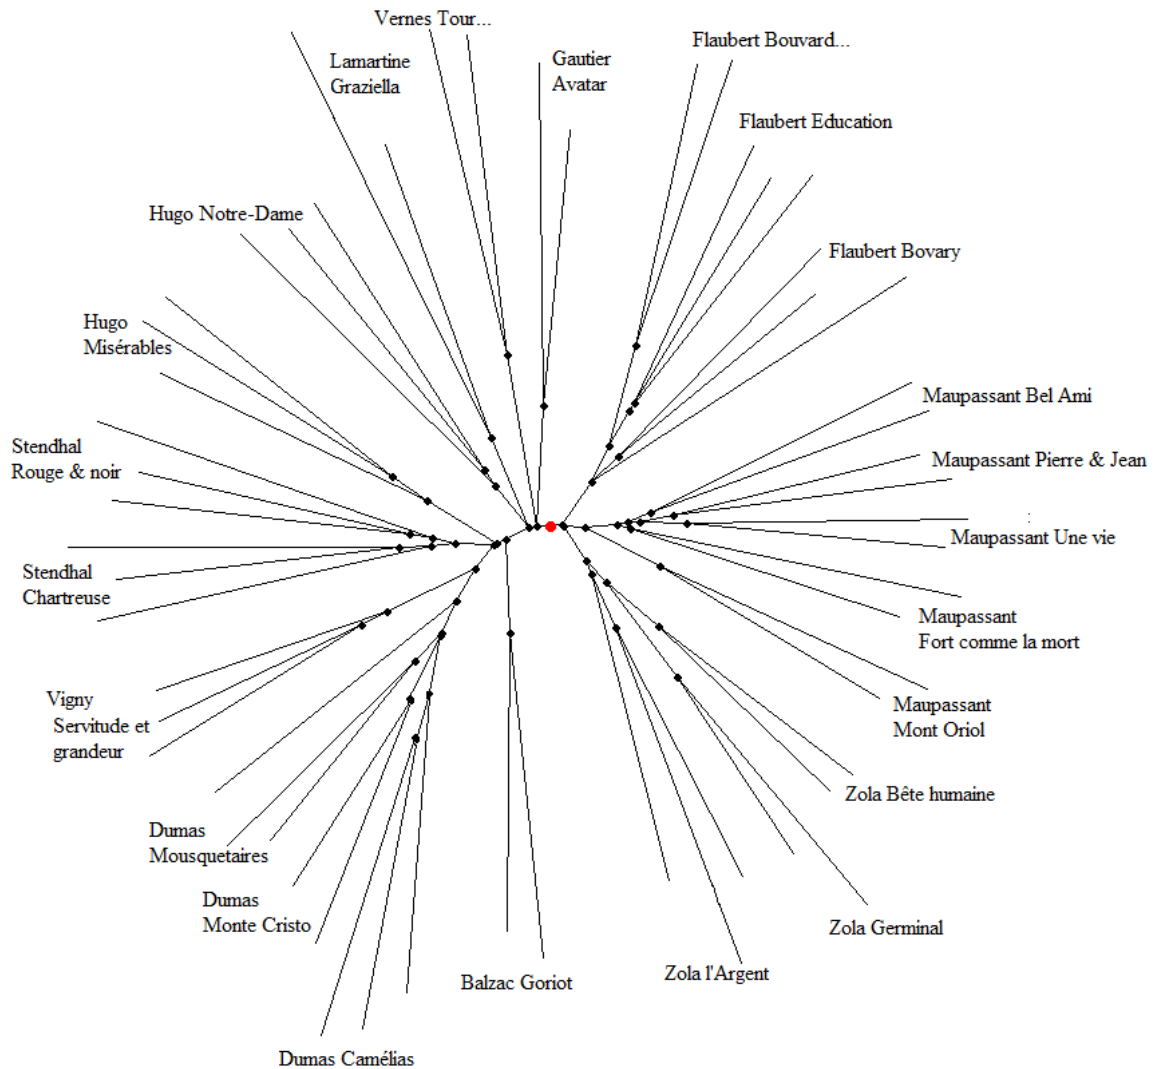 Vernes Tour...
Lamartine
Graziella
Gautier
Avatar
Flaubert Bouvard...
Flaubert Education
Hugo Notre-Dame
Flaubert Bovary
Hugo
Misérables
Maupassant Bel Ami
Stendhal
Rouge & noir
Maupassant Pierre & Jean
Maupassant Une vie
Stendhal
Chartreuse
Maupassant
Fort comme la mort
Vigny
Servitude et
grandeur
Maupassant
Mont Oriol
Zola Bête humaine
Dumas
Mousquetaires
Dumas
Monte Cristo
Zola Germinal
Zola l'Argent
Balzac Goriot
Dumas Camélias